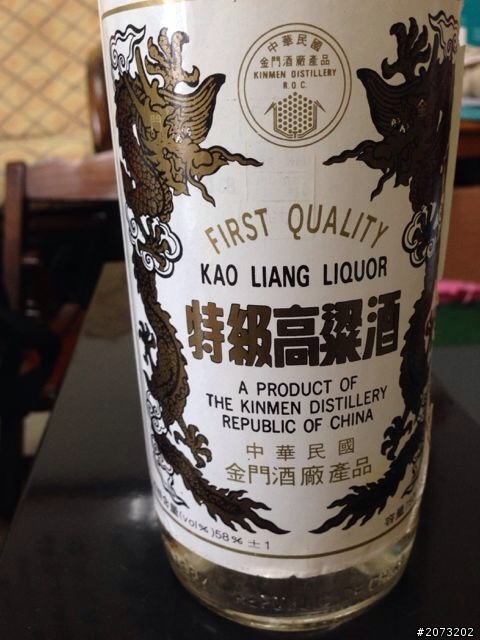 中華民國
金門酒廠產品
KINMEN DISTILLERY
R.O.C.
FIRST QUALITY
KAO LIANG LIQUOR
特級高粱酒
A PRODUCT OF
THE KINMEN DISTILLERY
REPUBLIC OF CHINA
中華民國
金門酒廠產品
(vol%)58% ±1
容量
#2073202